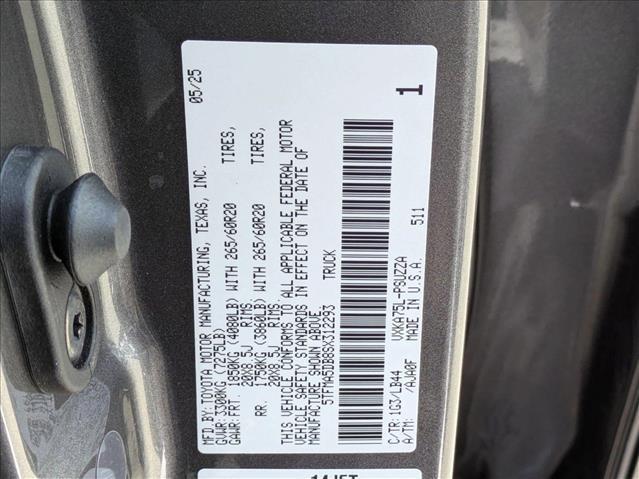 MFD. BY: TOYOTA MOTOR MANUFACTURING, TEXAS, INC. 05/25
GVWR: 3300KG (7275LB)
GAWR: FRT. 1850KG (4080LB) WITH 265/60R20 TIRES,
20X8.5J RIMS,
RR. 1750KG (3860LB) WITH 265/60R20 TIRES,
20X8.5J RIMS,
THIS VEHICLE CONFORMS TO ALL APPLICABLE FEDERAL MOTOR
VEHICLE SAFETY STANDARDS IN EFFECT ON THE DATE OF
MANUFACTURE SHOWN ABOVE.
5TFMA5DB8SX312293 TRUCK
C/TR: 1G3/LB44 VXKA75L-PSUZZA 1
A/TM: /AJA0F MADE IN U.S.A. 511